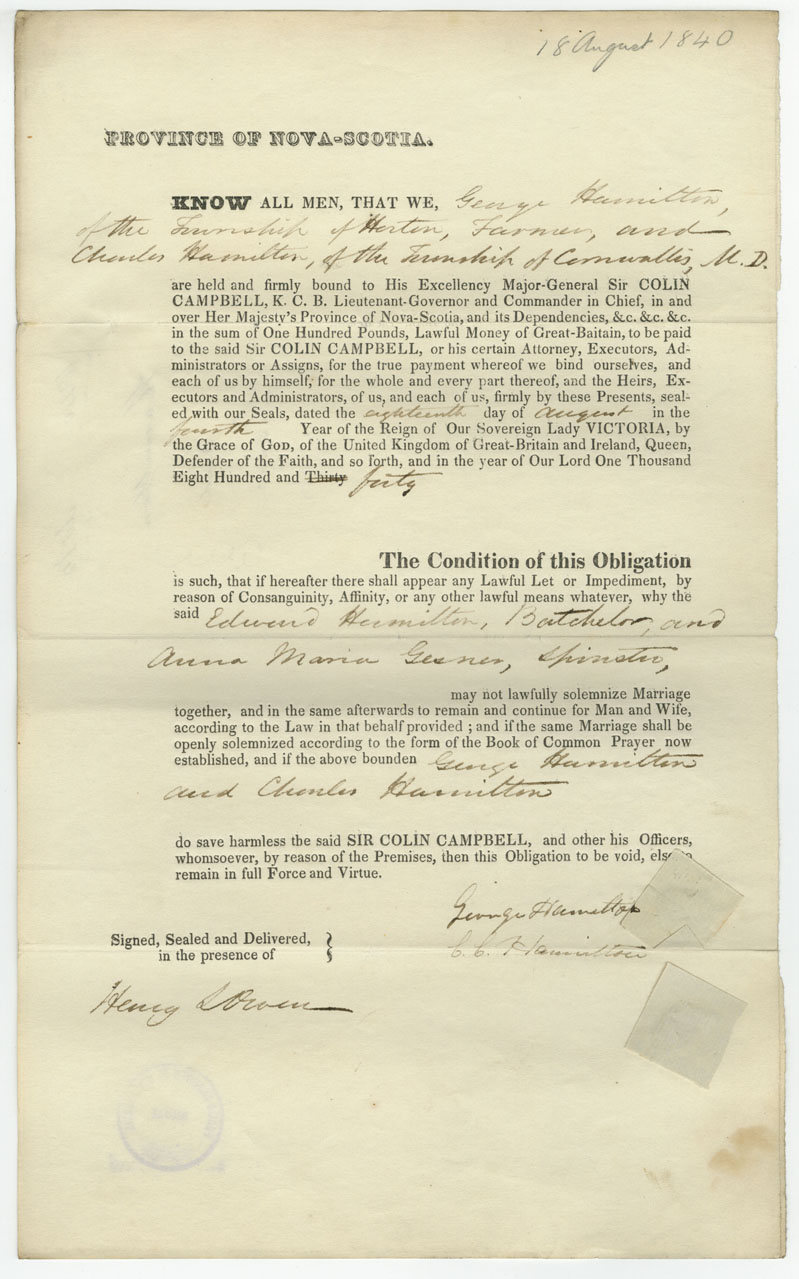 18 August 1840
PROVINCE OF NOVA-SCOTIA.
KNOW ALL MEN, THAT WE, George Hamilton,
of the Township of Horton, Farmer, and
Charles Hamilton, of the Township of Cornwallis, M. D.
are held and firmly bound to His Excellency Major-General Sir COLIN
CAMPBELL, K. C. B. Lieutenant-Governor and Commander in Chief, in and
over Her Majesty's Province of Nova-Scotia, and its Dependencies, &c. &c. &c.
in the sum of One Hundred Pounds, Lawful Money of Great-Baitain, to be paid
to the said Sir COLIN CAMPBELL, or his certain Attorney, Executors, Ad-
ministrators or Assigns, for the true payment whereof we bind ourselves, and
each of us by himself, for the whole and every part thereof, and the Heirs, Ex-
ecutors and Administrators, of us, and each of us, firmly by these Presents, seal-
ed with our Seals, dated the eighteenth day of August in the
fourth Year of the Reign of Our Sovereign Lady VICTORIA, by
the Grace of GOD, of the United Kingdom of Great-Britain and Ireland, Queen,
Defender of the Faith, and so forth, and in the year of Our Lord One Thousand
Eight Hundred and Thirty forty
The Condition of this Obligation
is such, that if hereafter there shall appear any Lawful Let or Impediment, by
reason of Consanguinity, Affinity, or any other lawful means whatever, why the
said Edward Hamilton, Batchelor, and
Anna Maria Gesner, Spinster,
may not lawfully solemnize Marriage
together, and in the same afterwards to remain and continue for Man and Wife,
according to the Law in that behalf provided ; and if the same Marriage shall be
openly solemnized according to the form of the Book of Common Prayer now
established, and if the above bounden George Hamilton
and Charles Hamilton
do save harmless the said SIR COLIN CAMPBELL, and other his Officers,
whomsoever, by reason of the Premises, then this Obligation to be void, else to
remain in full Force and Virtue.
George Hamilton
Signed, Sealed and Delivered,
C. C. Hamilton
in the presence of
Henry L Owen